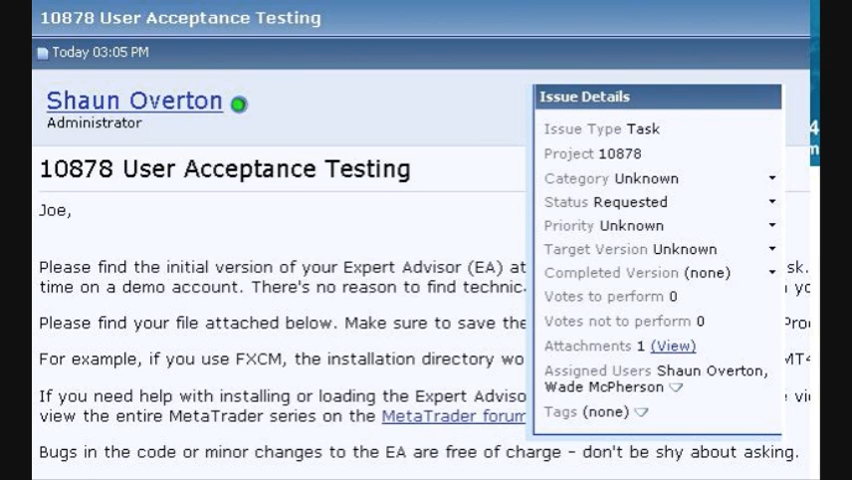 10878 User Acceptance Testing
Today 03:05 PM
Shaun Overton
Administrator
10878 User Acceptance Testing
Joe,
Please find the initial version of your Expert Advisor (EA)
time on a demo account. There's no reason to find
Please find your file attached below. Make sure to save the
For example, if you use FXCM, the installation directory
If you need help with installing or loading the Expert
view the entire MetaTrader series on the MetaTrader forum
Bugs in the code or minor changes to the EA are free of charge - don't be shy about asking.
Issue Details
Issue Type Task
Project 10878
Category Unknown
Status Requested
Priority Unknown
Target Version Unknown
Completed Version (none)
Votes to perform 0
Votes not to perform 0
Attachments 1 (View)
Assigned Users Shaun Overton,
Wade McPherson
Tags (none)